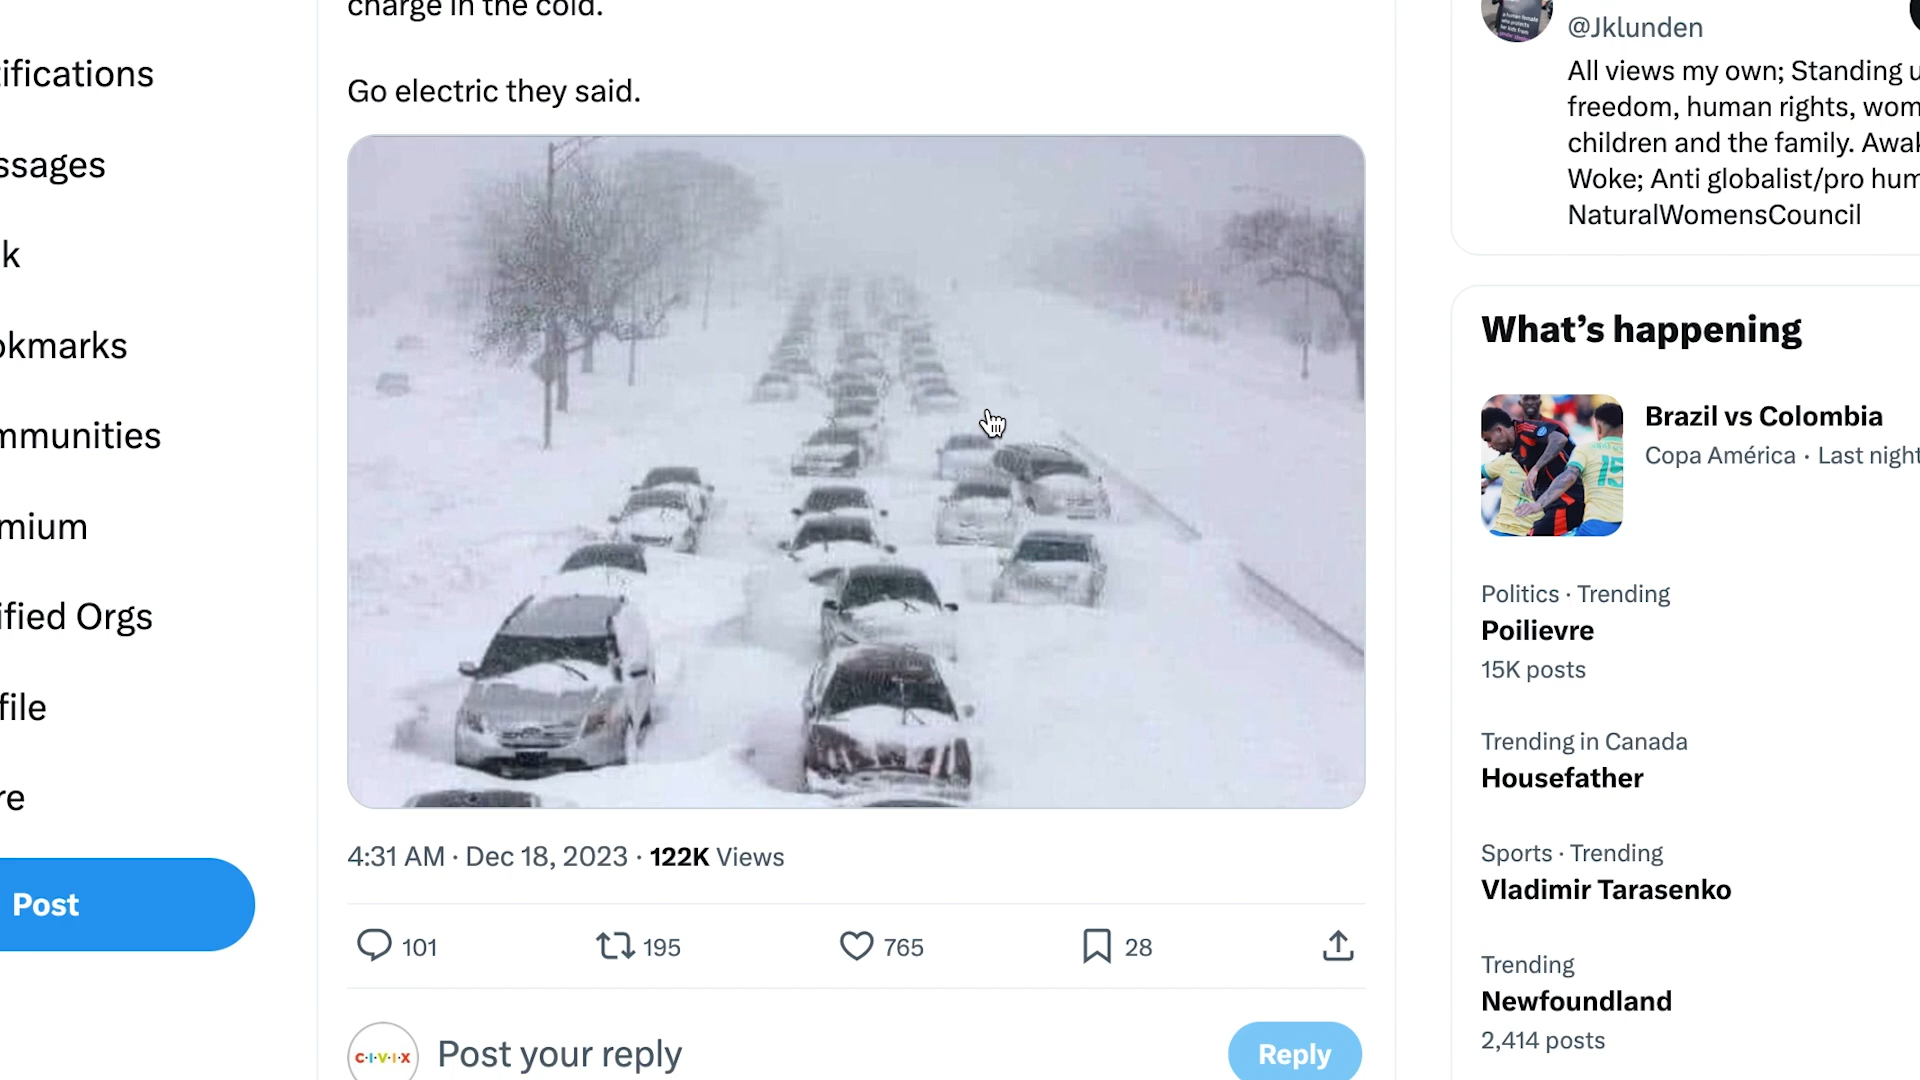 charge in the cold.
Go electric they said.
4:31 AM · Dec 18, 2023 · 122K Views
101 195 765 28
C·I·V·I·X Post your reply Reply
ifications
ssages
k
okmarks
mmunities
mium
ified Orgs
file
re
Post
@Jklunden
All views my own; Standing u
freedom, human rights, wom
children and the family. Awak
Woke; Anti globalist/pro hum
NaturalWomensCouncil
What's happening
Brazil vs Colombia
Copa América · Last night
15
Politics · Trending
Poilievre
15K posts
Trending in Canada
Housefather
Sports · Trending
Vladimir Tarasenko
Trending
Newfoundland
2,414 posts